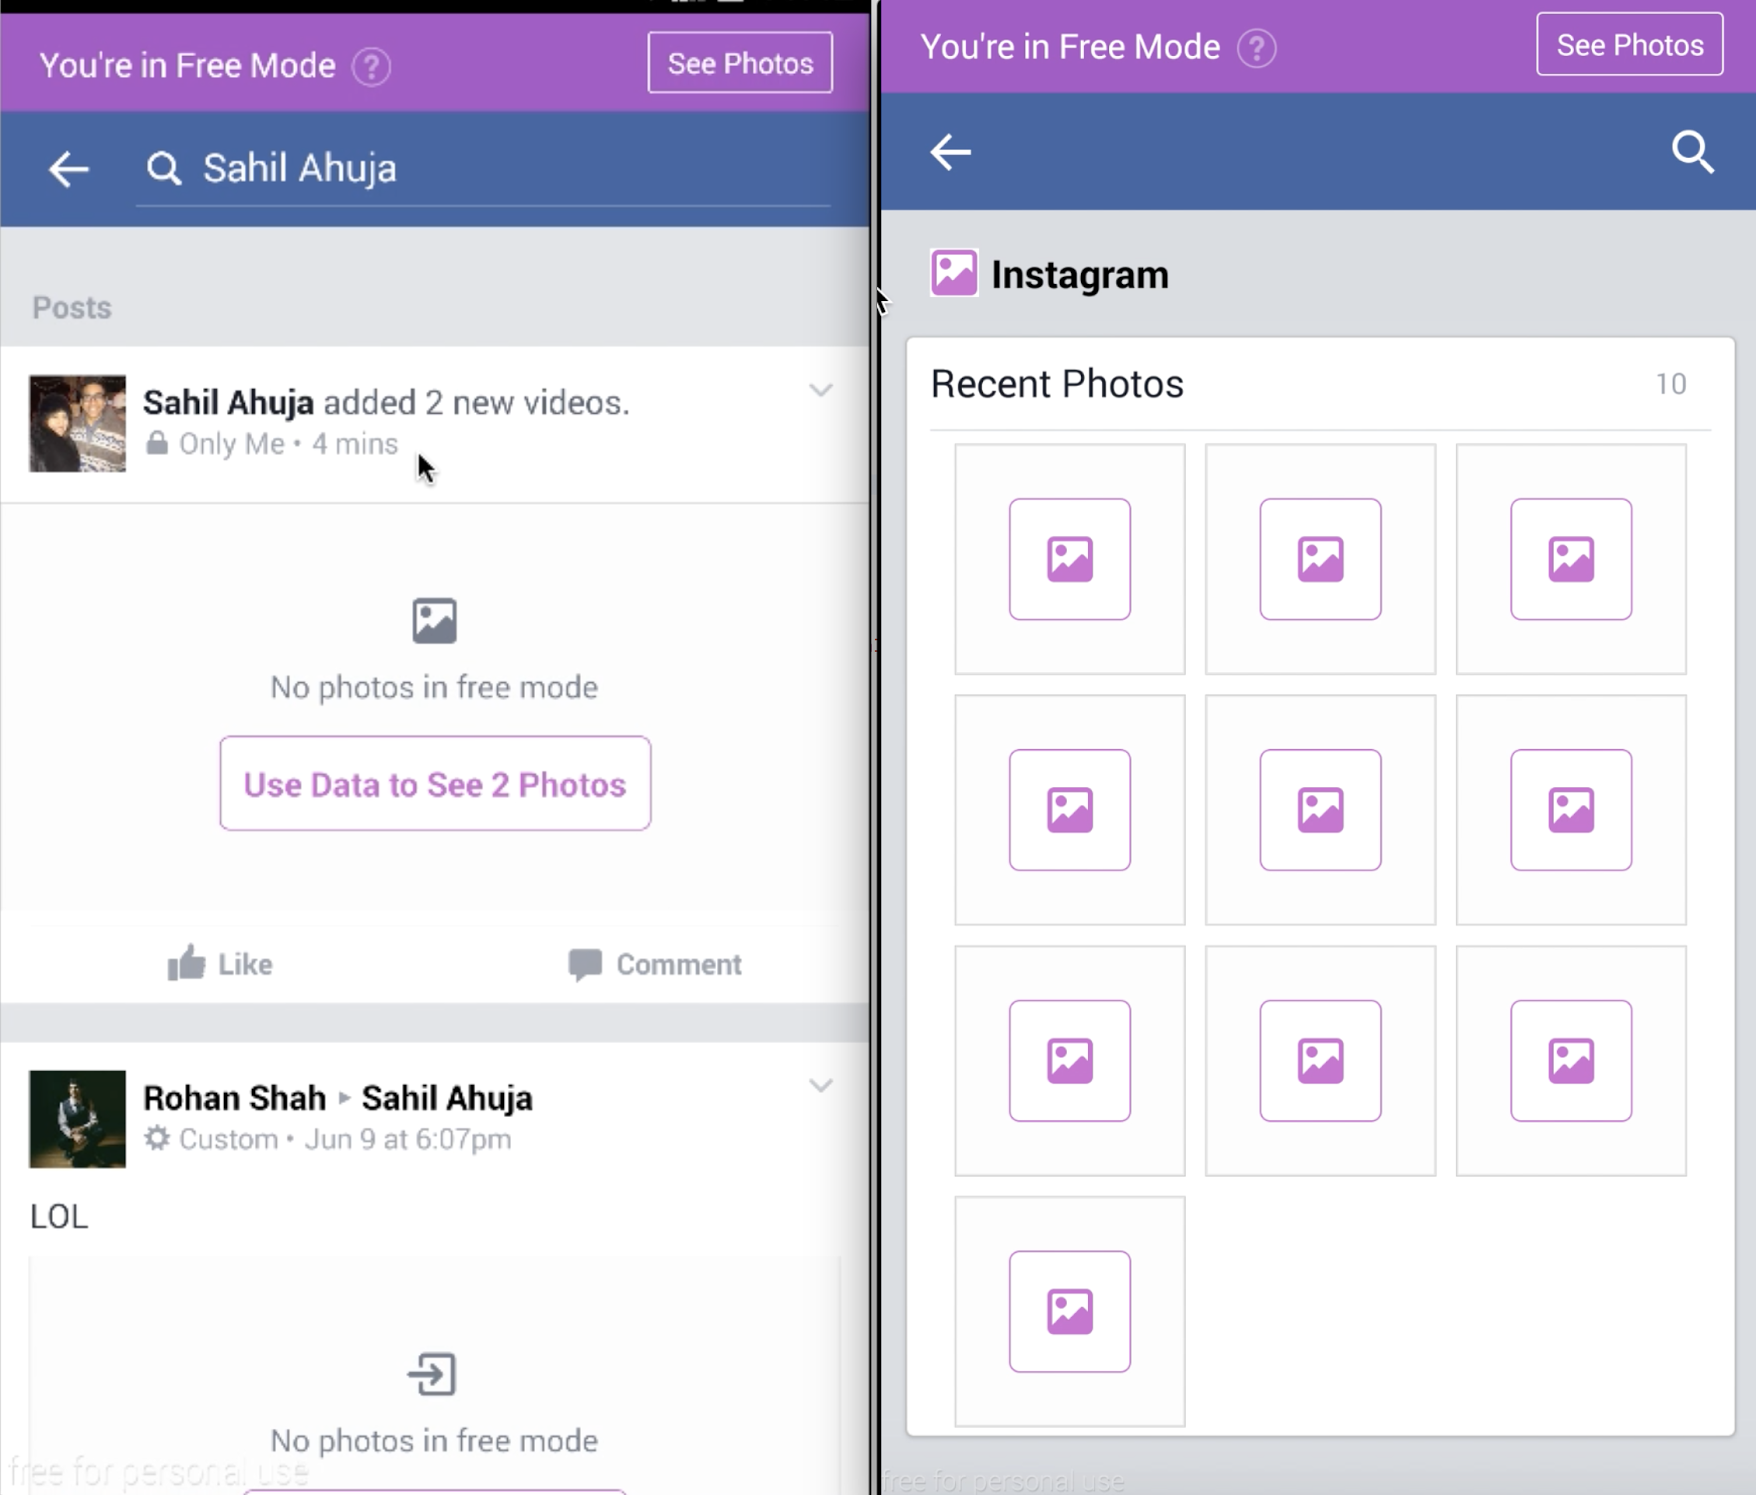 You're in Free Mode ?
See Photos
Sahil Ahuja
Posts
Sahil Ahuja added 2 new videos.
Only Me • 4 mins
No photos in free mode
Use Data to See 2 Photos
Like
Comment
Rohan Shah ▸ Sahil Ahuja
Custom • Jun 9 at 6:07pm
LOL
No photos in free mode
free for personal use
You're in Free Mode ?
See Photos
Instagram
Recent Photos
10
free for personal use